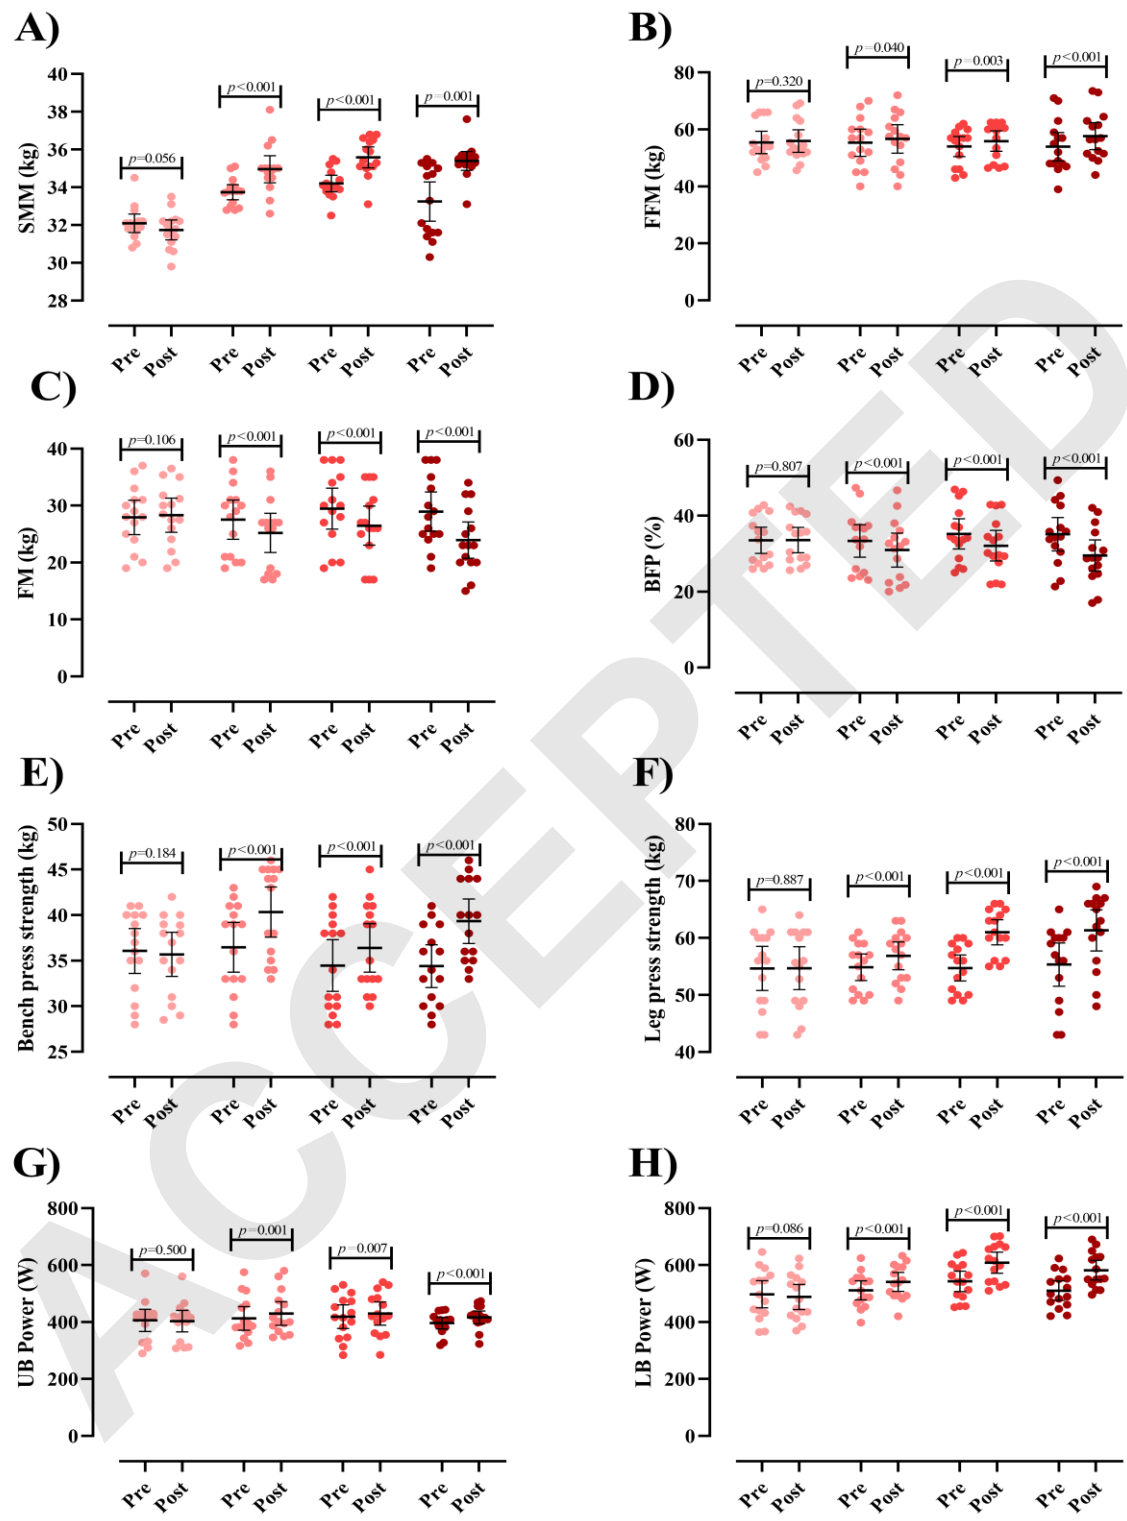 A)
SMM (kg)
40
38
36
34
32
30
28
p=0.056
p<0.001
p<0.001
p=0.001
Pre Post Pre Post Pre Post Pre Post
B)
FFM (kg)
80
60
40
20
0
p=0.320
p=0.040
p=0.003
p<0.001
Pre Post Pre Post Pre Post Pre Post
C)
FM (kg)
40
30
20
10
0
p=0.106
p<0.001
p<0.001
p<0.001
Pre Post Pre Post Pre Post Pre Post
D)
BFP (%)
60
40
20
0
p=0.807
p<0.001
p<0.001
p<0.001
Pre Post Pre Post Pre Post Pre Post
E)
Bench press strength (kg)
50
45
40
35
30
25
p=0.184
p<0.001
p<0.001
p<0.001
Pre Post Pre Post Pre Post Pre Post
F)
Leg press strength (kg)
80
70
60
50
40
p=0.887
p<0.001
p<0.001
p<0.001
Pre Post Pre Post Pre Post Pre Post
G)
UB Power (W)
800
600
400
200
0
p=0.500
p=0.001
p=0.007
p<0.001
Pre Post Pre Post Pre Post Pre Post
H)
LB Power (W)
800
600
400
200
0
p=0.086
p<0.001
p<0.001
p<0.001
Pre Post Pre Post Pre Post Pre Post
ACCEPTED